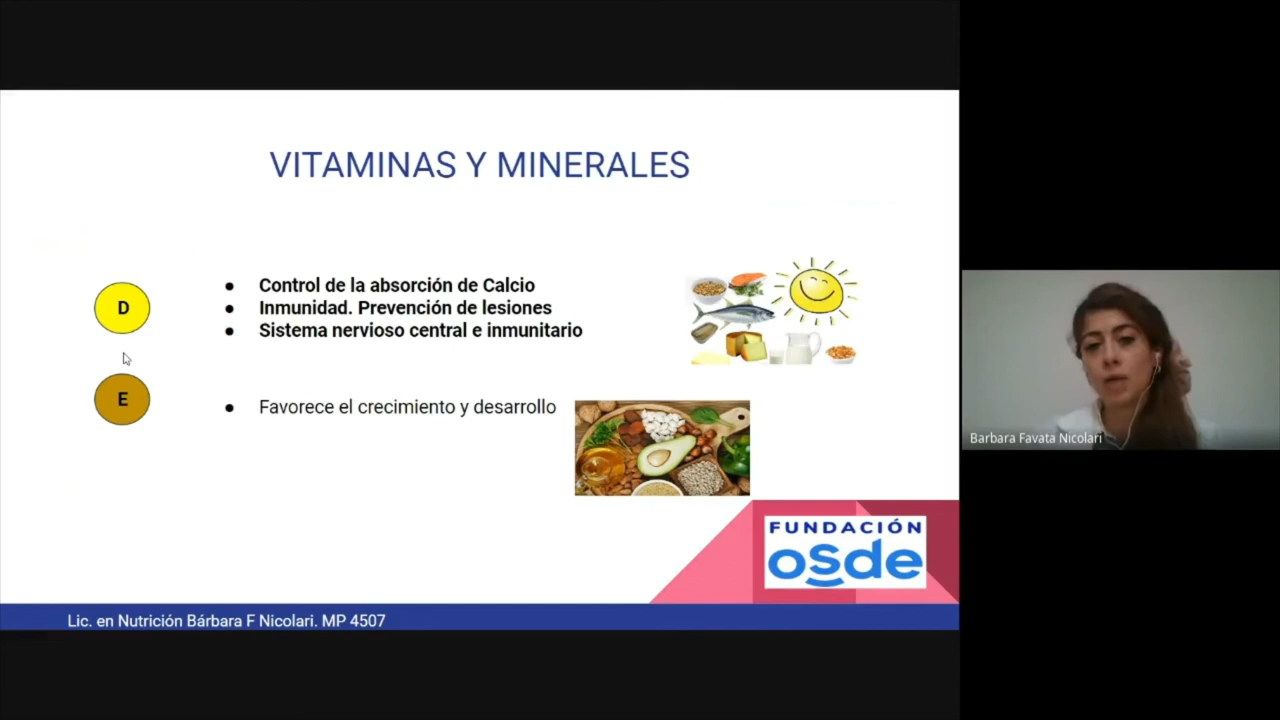 VITAMINAS Y MINERALES
D
● Control de la absorción de Calcio
● Inmunidad. Prevención de lesiones
● Sistema nervioso central e inmunitario
E
● Favorece el crecimiento y desarrollo
Barbara Favata Nicolari
FUNDACIÓN
osde
Lic. en Nutrición Bárbara F Nicolari. MP 4507